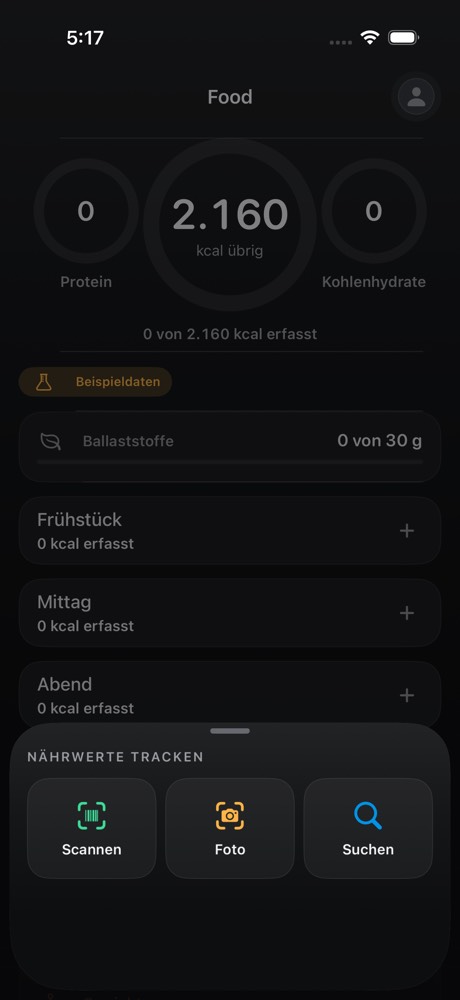 5:17
Food
0
2.160
kcal übrig
0
Protein
Kohlenhydrate
0 von 2.160 kcal erfasst
Beispieldaten
Ballaststoffe
0 von 30 g
Frühstück
0 kcal erfasst
Mittag
0 kcal erfasst
Abend
0 kcal erfasst
NÄHRWERTE TRACKEN
Scannen
Foto
Suchen